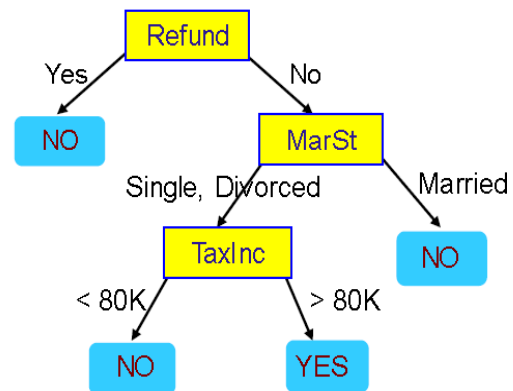 Refund
Yes
No
NO
MarSt
Single, Divorced
Married
TaxInc
NO
< 80K
> 80K
NO
YES